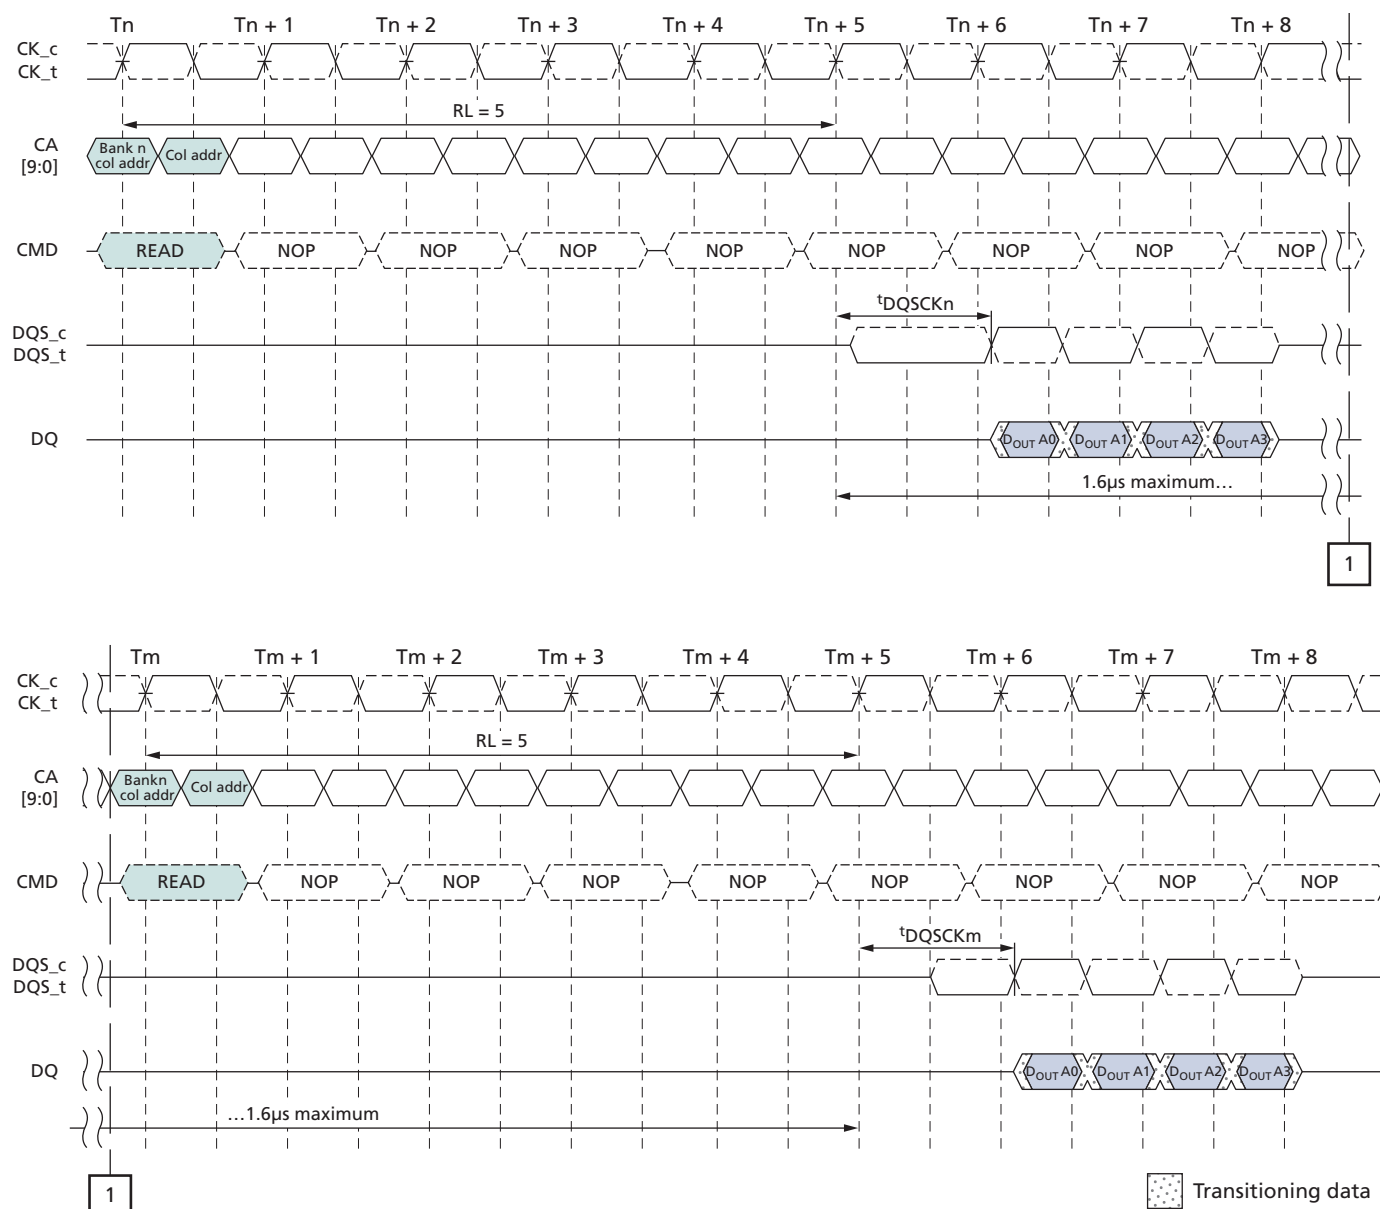 Tn Tn + 1 Tn + 2 Tn + 3 Tn + 4 Tn + 5 Tn + 6 Tn + 7 Tn + 8
CK_c
CK_t
RL = 5
CA
[9:0]
Bank n
col addr
Col addr
CMD
READ NOP NOP NOP NOP NOP NOP NOP NOP
tDQSCKn
DQS_c
DQS_t
DQ
DOUT A0 DOUT A1 DOUT A2 DOUT A3
1.6µs maximum…
1
Tm Tm + 1 Tm + 2 Tm + 3 Tm + 4 Tm + 5 Tm + 6 Tm + 7 Tm + 8
CK_c
CK_t
RL = 5
CA
[9:0]
Bankn
col addr
Col addr
CMD
READ NOP NOP NOP NOP NOP NOP NOP NOP
tDQSCKm
DQS_c
DQS_t
DQ
DOUT A0 DOUT A1 DOUT A2 DOUT A3
…1.6µs maximum
1
Transitioning data